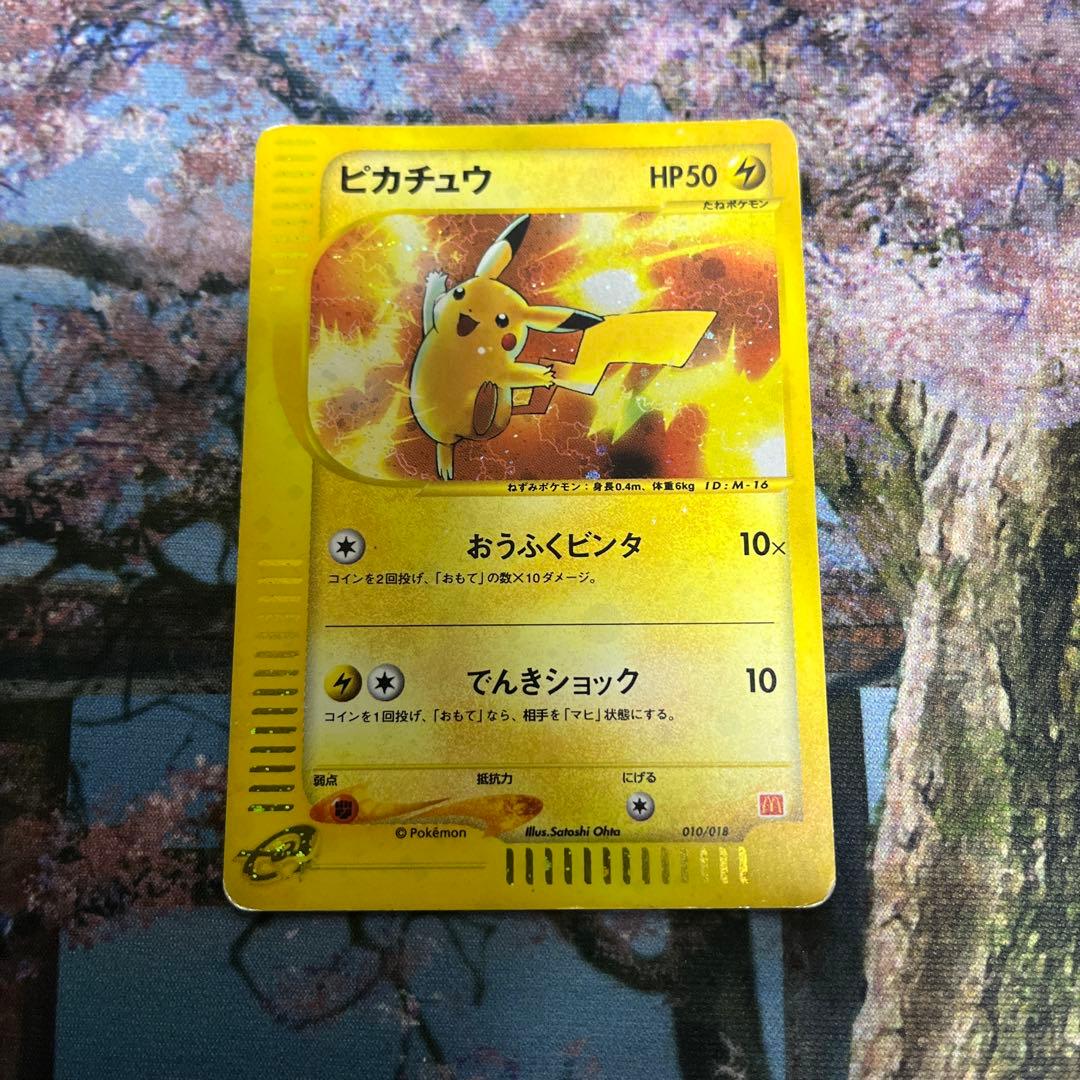 ピカチュウ HP50
たねポケモン
ねずみポケモン:身長0.4m、体重6kg ID:M-16
おうふくビンタ 10×
コインを2回投げ、「おもて」の数×10ダメージ。
でんきショック 10
コインを1回投げ、「おもて」なら、相手を「マヒ」状態にする。
弱点 抵抗力 にげる
© Pokémon Illus.Satoshi Ohta 010/018